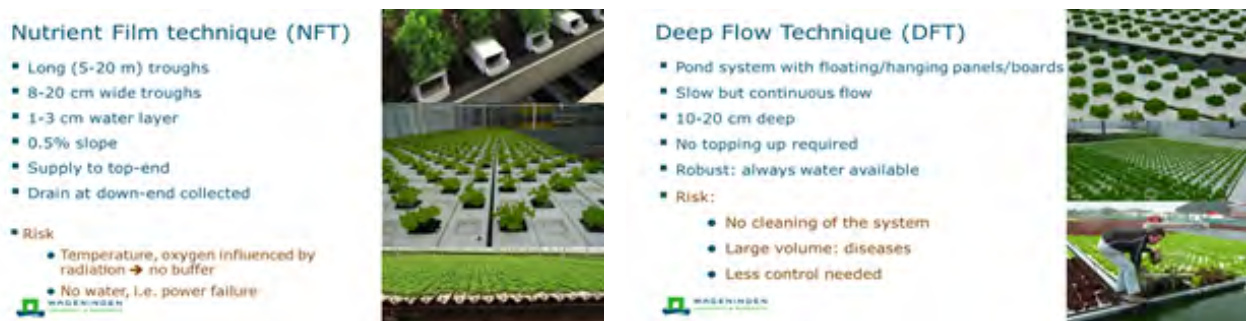 Nutrient Film technique (NFT)
Long (5-20 m) troughs
8-20 cm wide troughs
1-3 cm water layer
0.5% slope
Supply to top-end
Drain at down-end collected
Risk
Temperature, oxygen influenced by
radiation → no buffer
No water, i.e. power failure
WAGENINGEN
Deep Flow Technique (DFT)
Pond system with floating/hanging panels/boards
Slow but continuous flow
10-20 cm deep
No topping up required
Robust: always water available
Risk:
No cleaning of the system
Large volume: diseases
Less control needed
WAGENINGEN